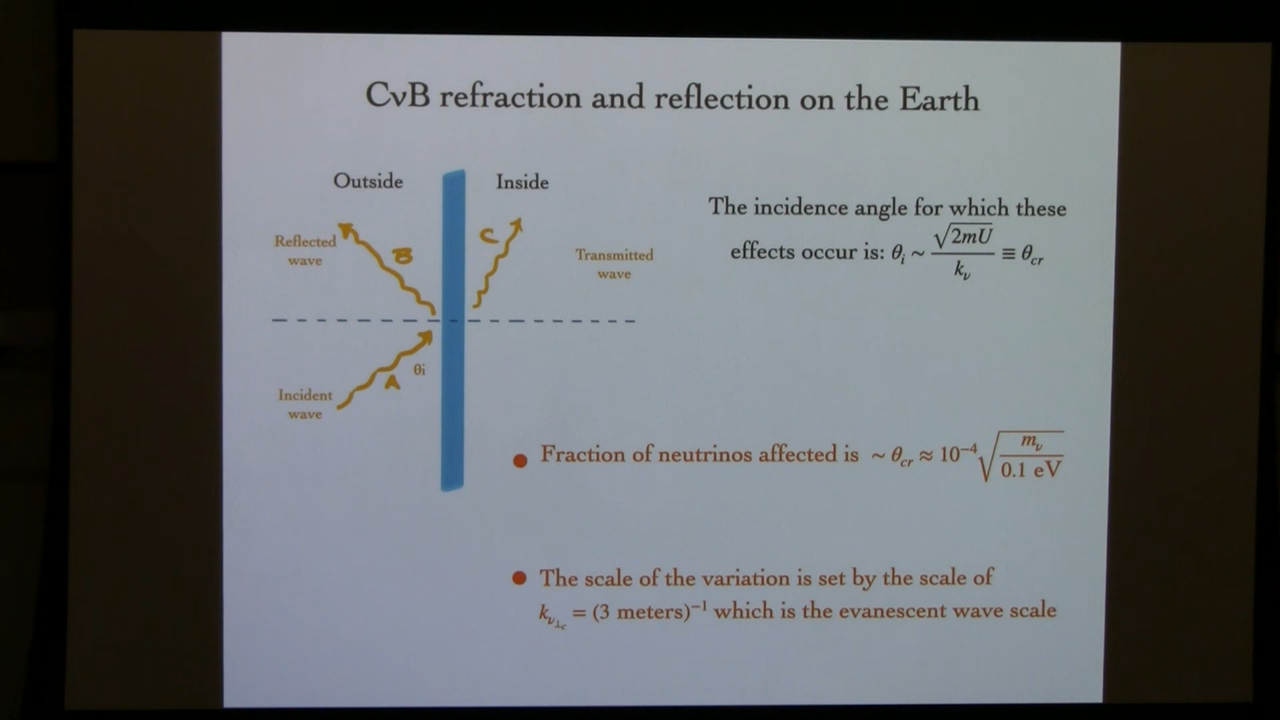 CνB refraction and reflection on the Earth
Outside
Inside
Reflected
wave
B
C
Transmitted
wave
The incidence angle for which these
effects occur is: θᵢ ~ √(2mU) / k_ν ≡ θ_cr
Incident
wave
A
θi
● Fraction of neutrinos affected is ~ θ_cr ≈ 10⁻⁴ √(m_ν / 0.1 eV)
● The scale of the variation is set by the scale of
k_ν⊥c = (3 meters)⁻¹ which is the evanescent wave scale